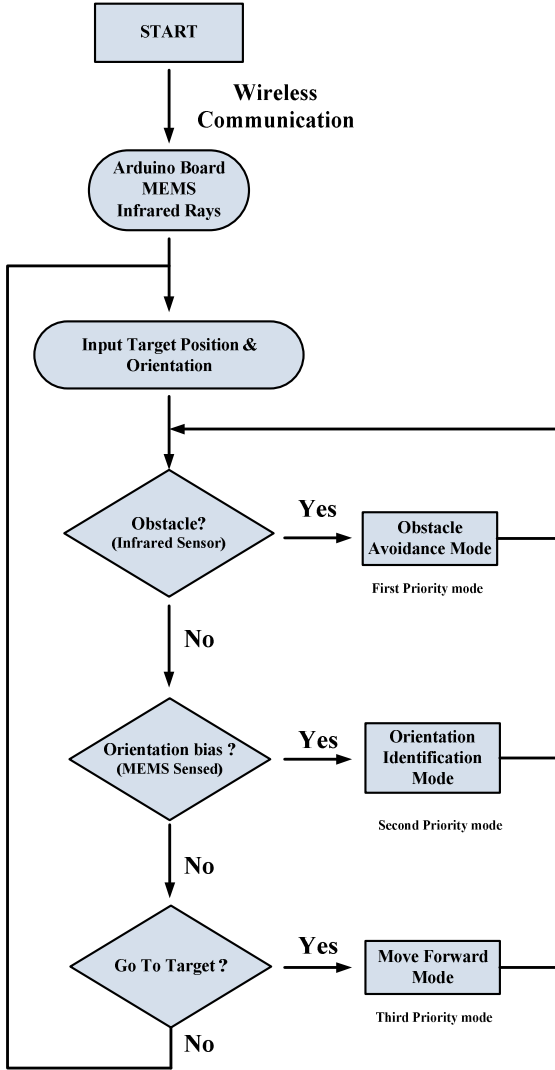 START
Wireless
Communication
Arduino Board
MEMS
Infrared Rays
Input Target Position &
Orientation
Obstacle?
(Infrared Sensor)
Yes
Obstacle
Avoidance Mode
First Priority mode
No
Orientation bias ?
(MEMS Sensed)
Yes
Orientation
Identification
Mode
Second Priority mode
No
Go To Target ?
Yes
Move Forward
Mode
Third Priority mode
No